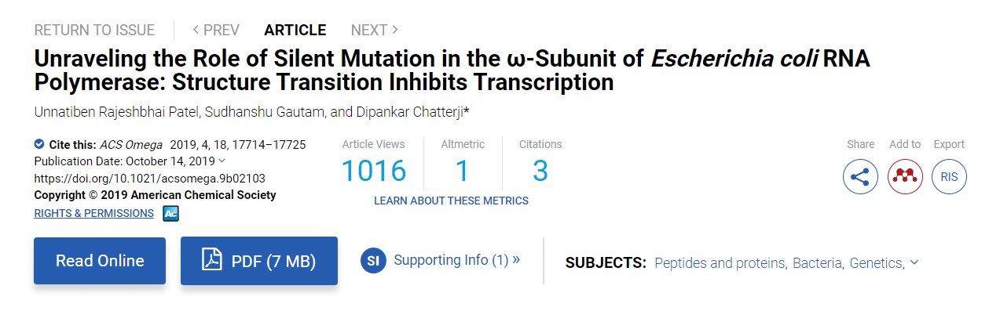 RETURN TO ISSUE < PREV ARTICLE NEXT >
Unraveling the Role of Silent Mutation in the ω-Subunit of Escherichia coli RNA
Polymerase: Structure Transition Inhibits Transcription
Unnatiben Rajeshbhai Patel, Sudhanshu Gautam, and Dipankar Chatterji*
Cite this: ACS Omega 2019, 4, 18, 17714–17725
Publication Date: October 14, 2019
https://doi.org/10.1021/acsomega.9b02103
Copyright © 2019 American Chemical Society
RIGHTS & PERMISSIONS Ac
Article Views Altmetric Citations
1016 1 3
LEARN ABOUT THESE METRICS
Share Add to Export
RIS
Read Online PDF (7 MB) SI Supporting Info (1) » SUBJECTS: Peptides and proteins, Bacteria, Genetics,